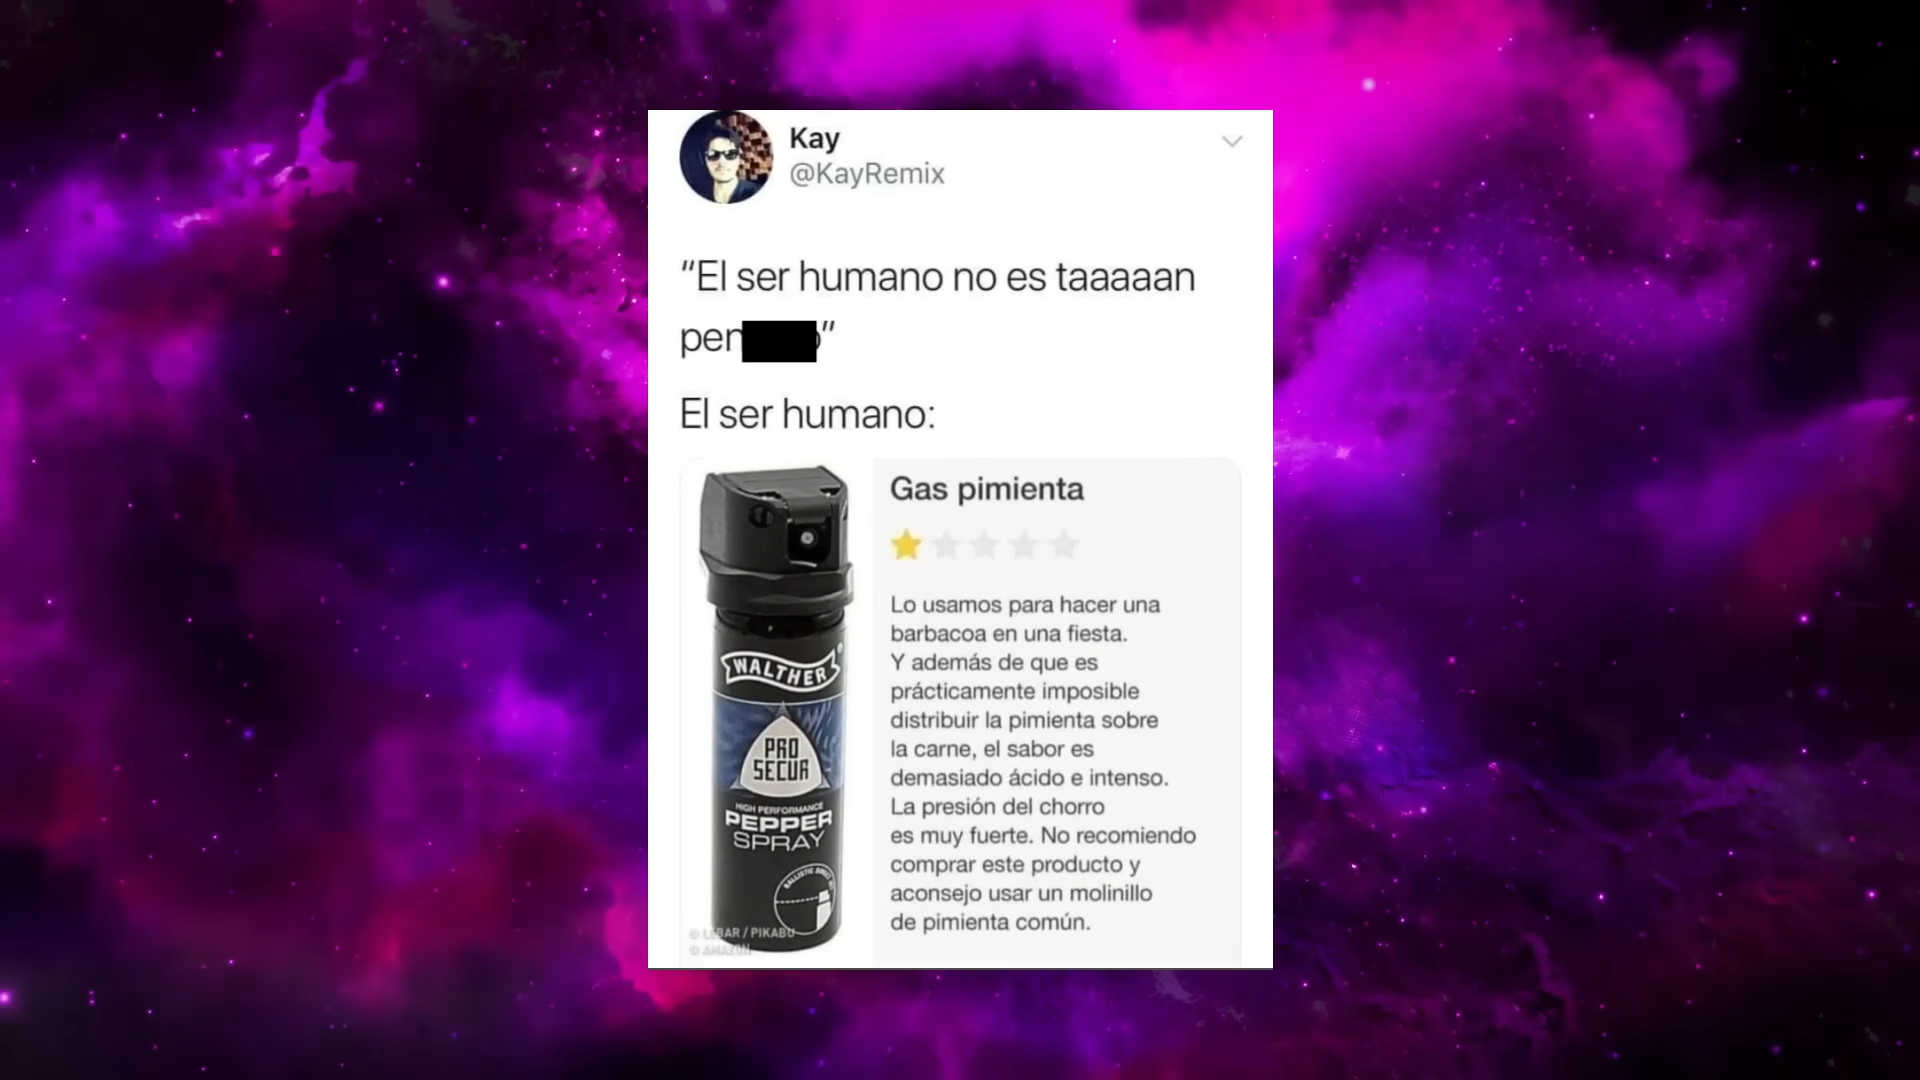 Kay
@KayRemix
“El ser humano no es taaaaan
pen o”
El ser humano:
Gas pimienta
Lo usamos para hacer una
barbacoa en una fiesta.
Y además de que es
prácticamente imposible
distribuir la pimienta sobre
la carne, el sabor es
demasiado ácido e intenso.
La presión del chorro
es muy fuerte. No recomiendo
comprar este producto y
aconsejo usar un molinillo
de pimienta común.
WALTHER®
PRO
SECUR
HIGH PERFORMANCE
PEPPER
SPRAY
© LEBAR / PIKABU
© AMAZON